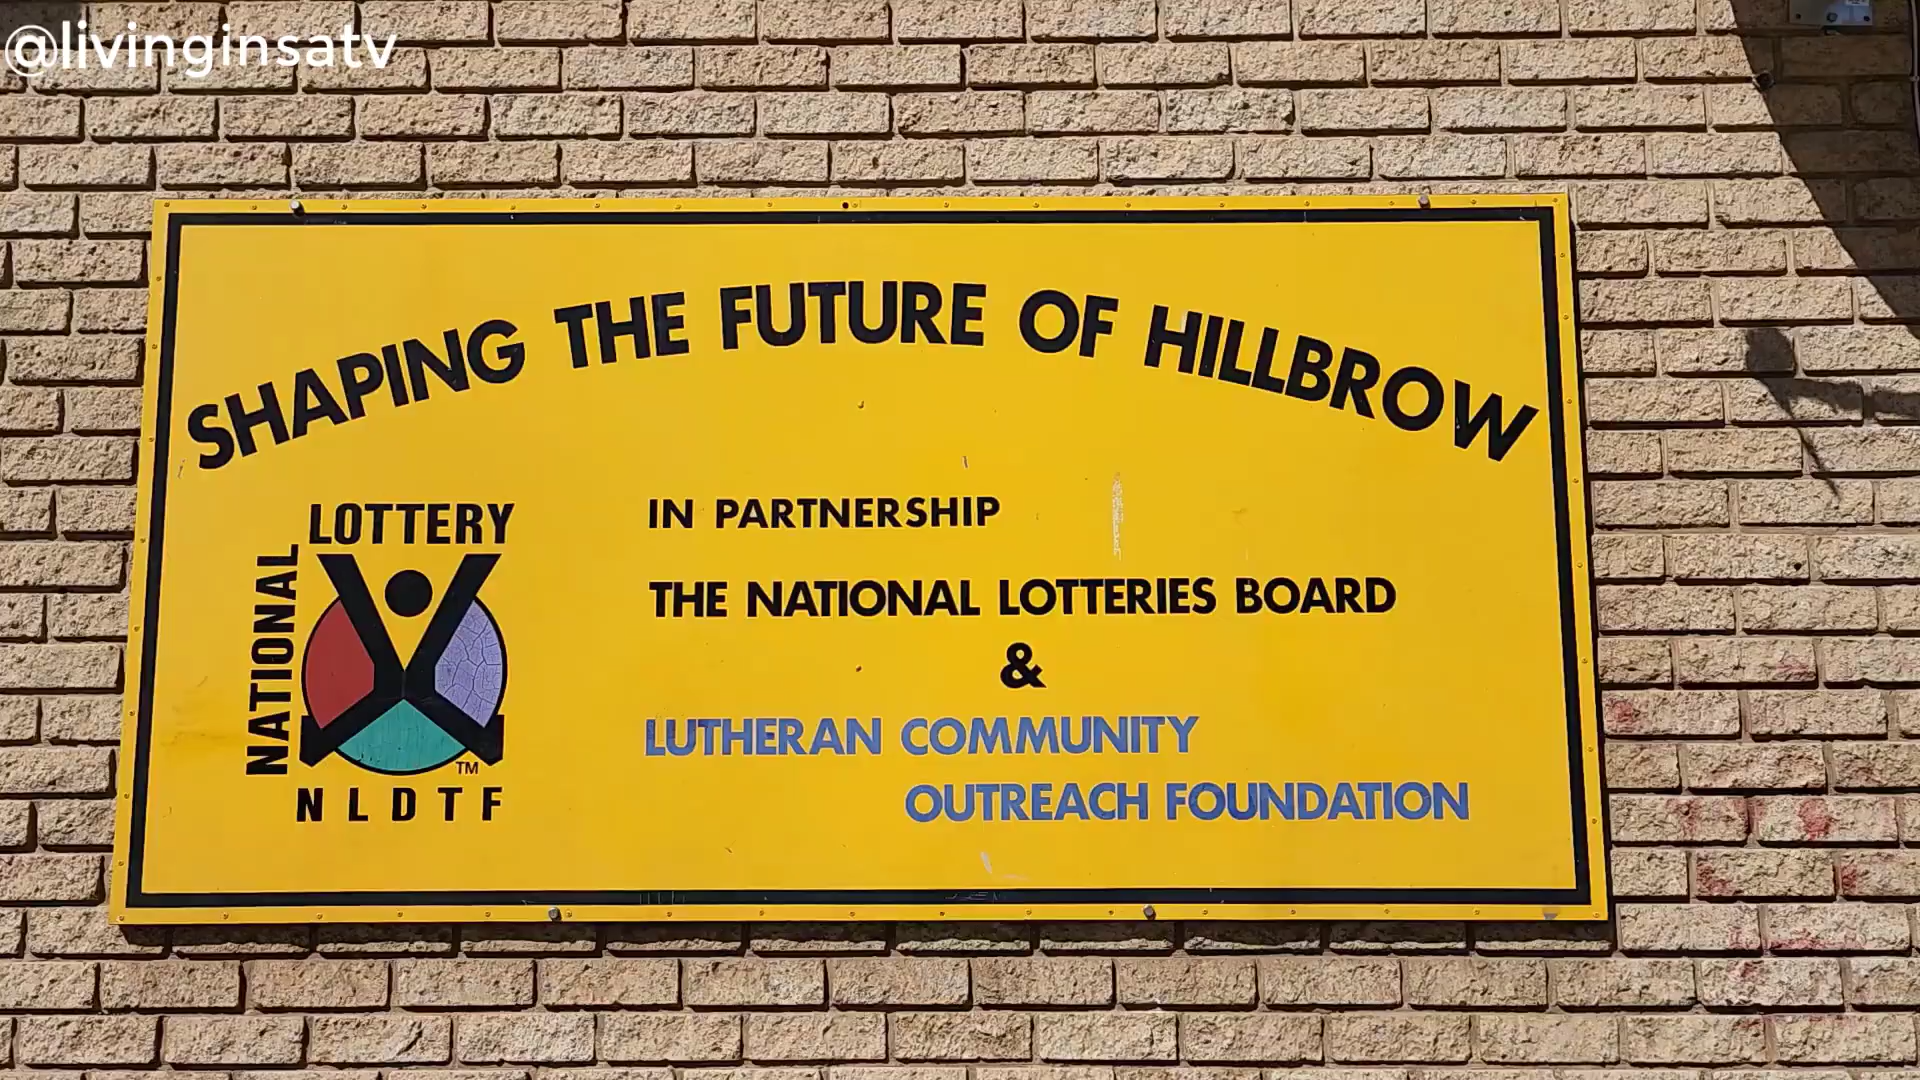 @livinginsatv
SHAPING THE FUTURE OF HILLBROW
LOTTERY
NATIONAL
TM
NLDTF
IN PARTNERSHIP
THE NATIONAL LOTTERIES BOARD
&
LUTHERAN COMMUNITY
OUTREACH FOUNDATION